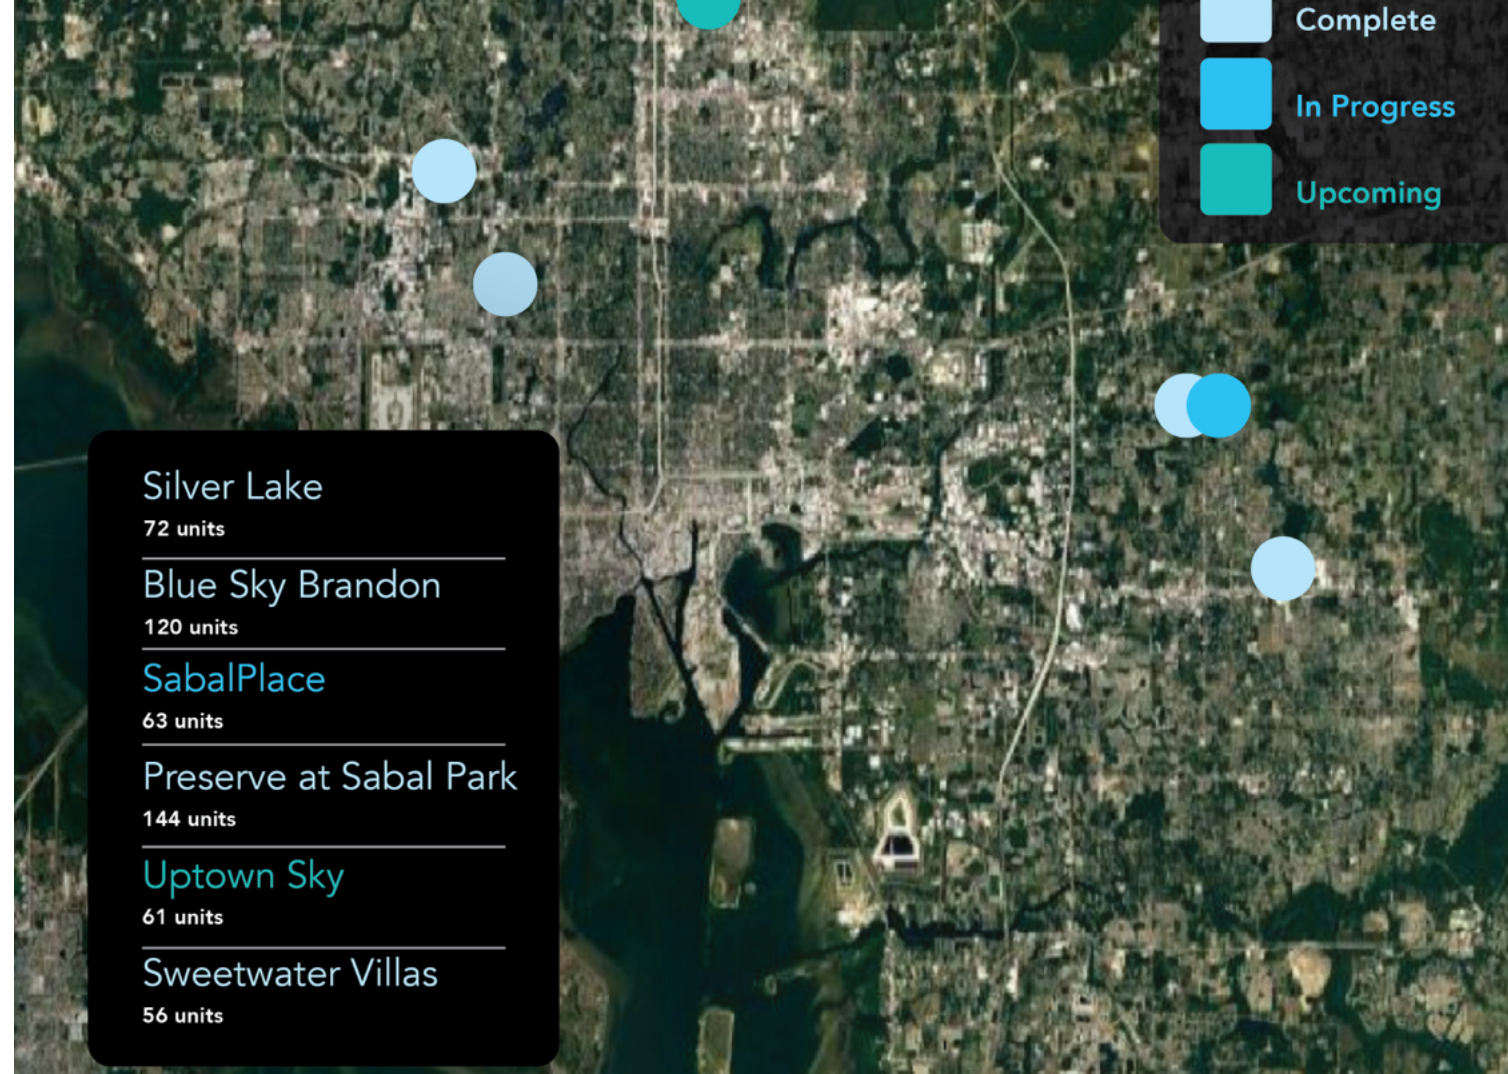 Complete
In Progress
Upcoming
Silver Lake
72 units
Blue Sky Brandon
120 units
SabalPlace
63 units
Preserve at Sabal Park
144 units
Uptown Sky
61 units
Sweetwater Villas
56 units